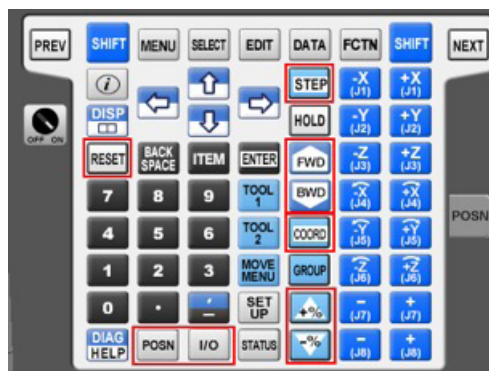 PREV SHIFT MENU SELECT EDIT DATA FCTN SHIFT NEXT
i STEP -X (J1) +X (J1)
DISP HOLD -Y (J2) +Y (J2)
OFF ON
RESET BACK SPACE ITEM ENTER FWD -Z (J3) +Z (J3)
7 8 9 TOOL 1 BWD -X (J4) +X (J4)
POSN
4 5 6 TOOL 2 COORD -Y (J5) +Y (J5)
1 2 3 MOVE MENU GROUP -Z (J6) +Z (J6)
0 . , - SET UP +% - (J7) + (J7)
DIAG HELP POSN I/O STATUS -% - (J8) + (J8)